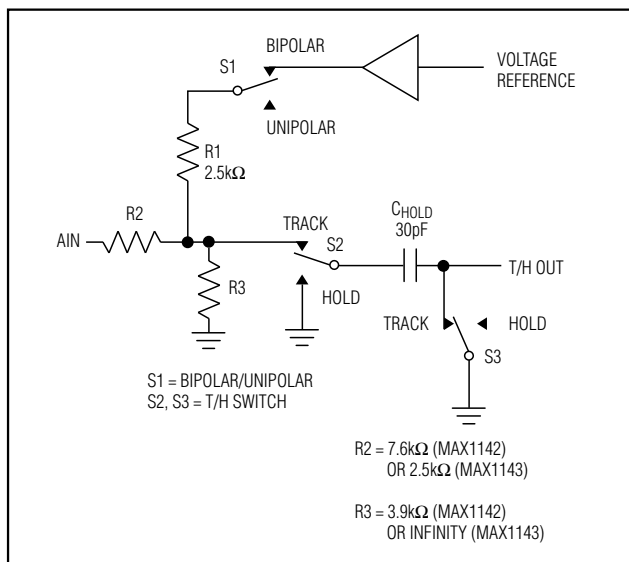 BIPOLAR
S1
VOLTAGE
REFERENCE
UNIPOLAR
R1
2.5kΩ
R2
TRACK
CHOLD
30pF
AIN
S2
T/H OUT
R3
HOLD
TRACK
HOLD
S3
S1 = BIPOLAR/UNIPOLAR
S2, S3 = T/H SWITCH
R2 = 7.6kΩ (MAX1142)
OR 2.5kΩ (MAX1143)
R3 = 3.9kΩ (MAX1142)
OR INFINITY (MAX1143)